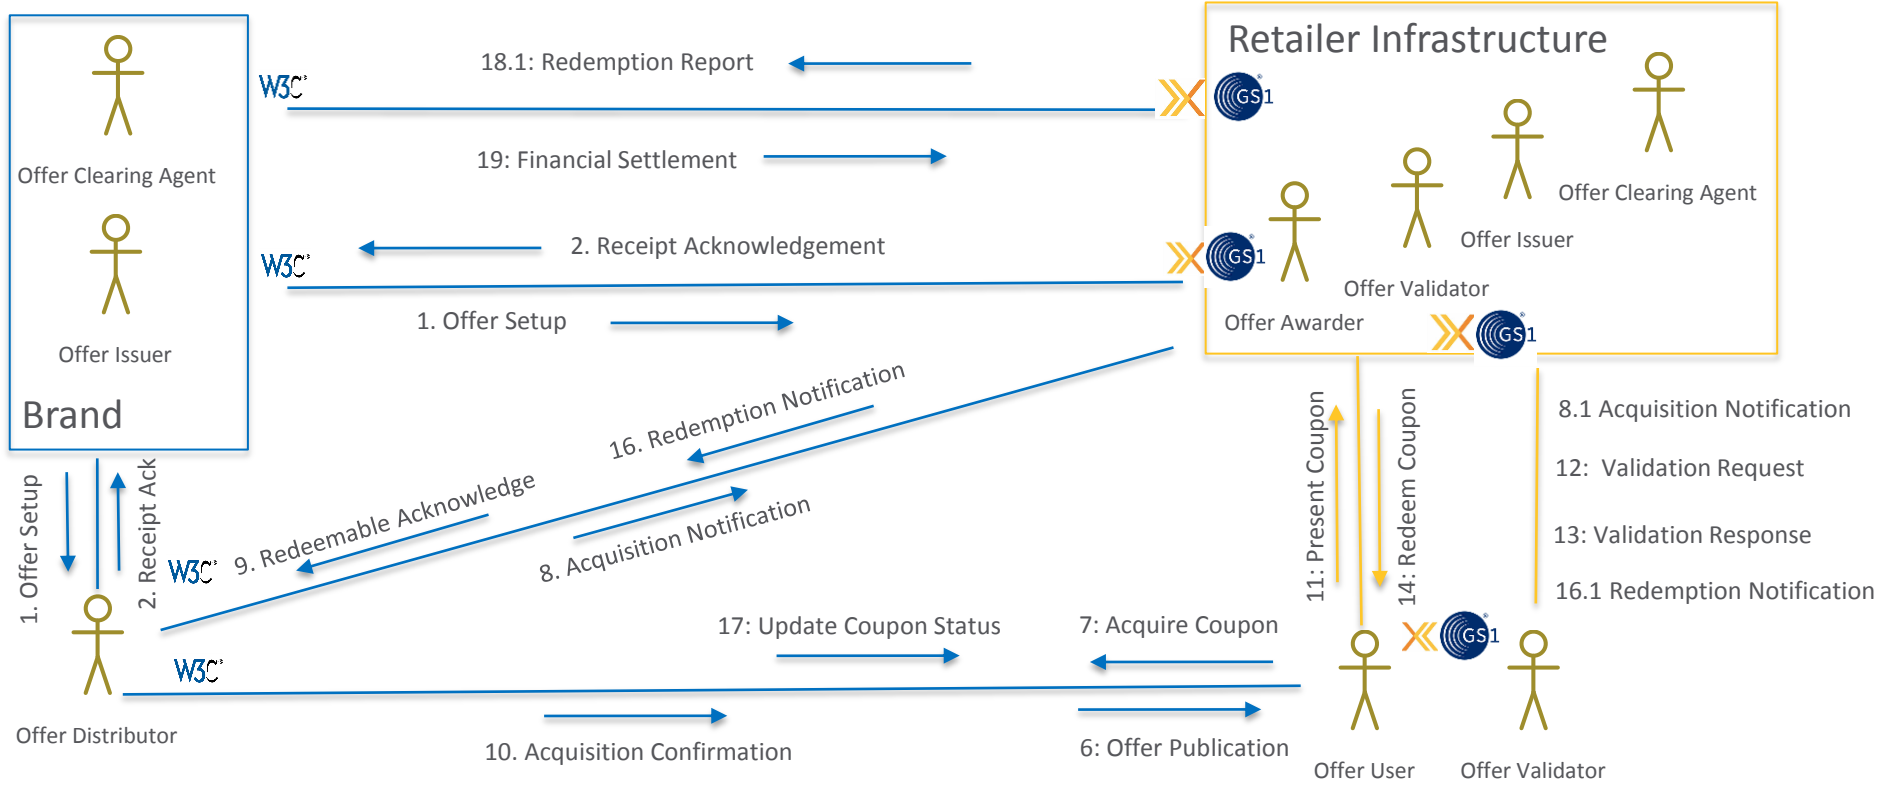 Retailer Infrastructure
18.1: Redemption Report
W3C®
GS1®
Offer Clearing Agent
19: Financial Settlement
Offer Clearing Agent
2. Receipt Acknowledgement
Offer Issuer
W3C®
GS1®
Offer Validator
1. Offer Setup
Offer Awarder
GS1®
Offer Issuer
Brand
16. Redemption Notification
9. Redeemable Acknowledge
8. Acquisition Notification
1. Offer Setup
2. Receipt Ack
W3C®
11: Present Coupon
14: Redeem Coupon
8.1 Acquisition Notification
12: Validation Request
13: Validation Response
16.1 Redemption Notification
17: Update Coupon Status
7: Acquire Coupon
GS1®
W3C®
Offer Distributor
10. Acquisition Confirmation
6: Offer Publication
Offer User
Offer Validator